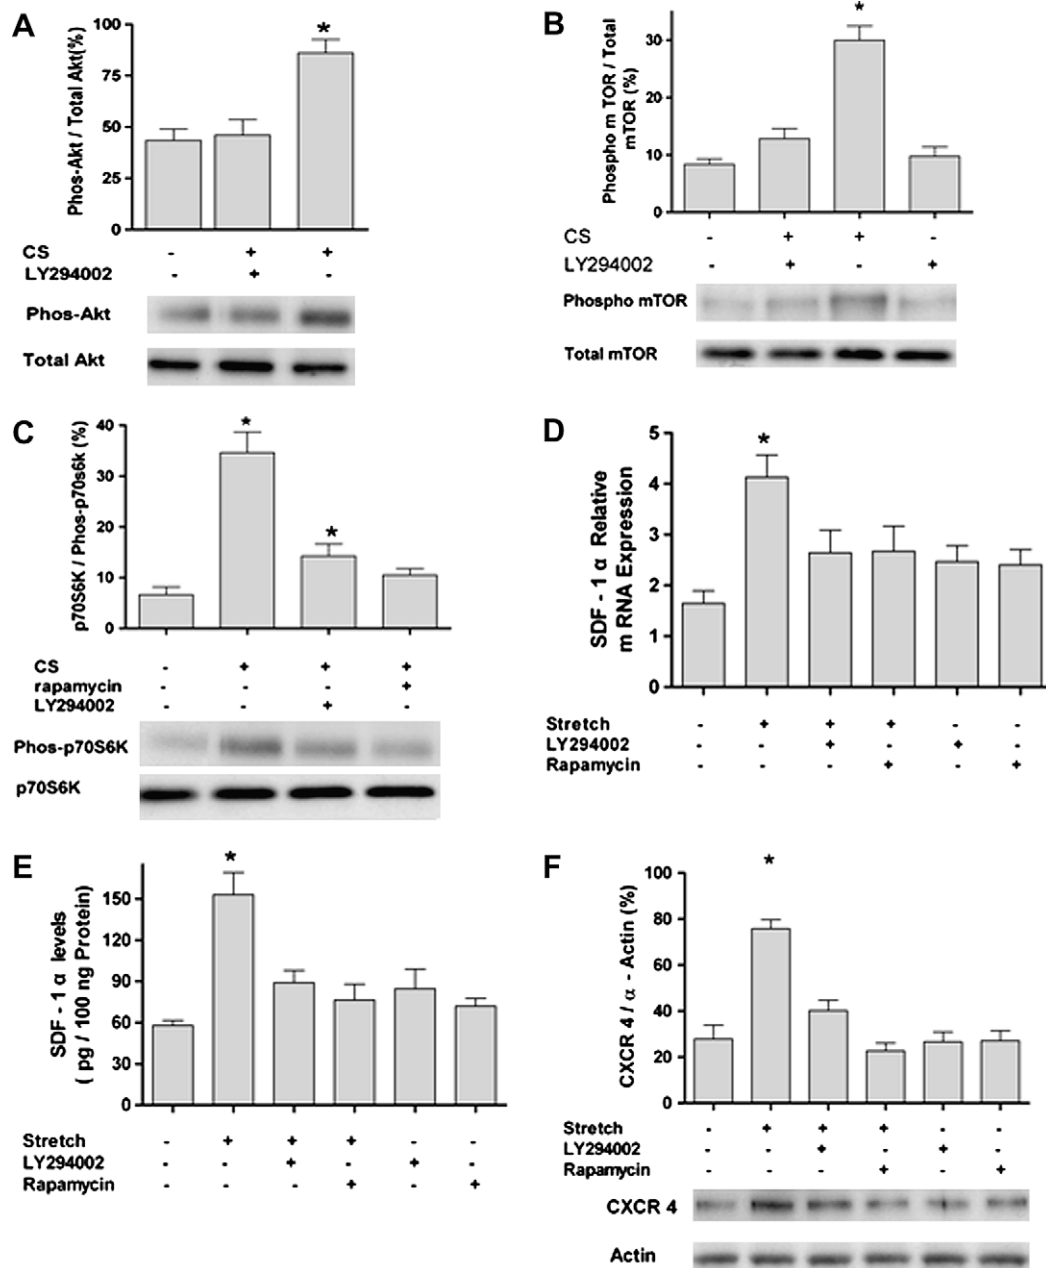 A
Phos-Akt / Total Akt(%)
100
75
50
25
0
*
CS - + +
LY294002 - + -
Phos-Akt
Total Akt
B
Phospho m TOR / Total
mTOR (%)
30
20
10
0
*
CS - + + -
LY294002 - + - +
Phospho mTOR
Total mTOR
C
p70S6K / Phos-p70s6k (%)
40
30
20
10
0
* *
CS - + + +
rapamycin - - - +
LY294002 - - + -
Phos-p70S6K
p70S6K
D
SDF - 1 α Relative
m RNA Expression
5
4
3
2
1
0
*
Stretch - + + + - -
LY294002 - - + - + -
Rapamycin - - - + - +
E
SDF - 1 α levels
( pg / 100 ng Protein)
150
120
90
60
30
0
*
Stretch - + + + - -
LY294002 - - + - + -
Rapamycin - - - + - +
F
CXCR 4 / α - Actin (%)
100
80
60
40
20
0
*
Stretch - + + + - -
LY294002 - - + - + -
Rapamycin - - - + - +
CXCR 4
Actin